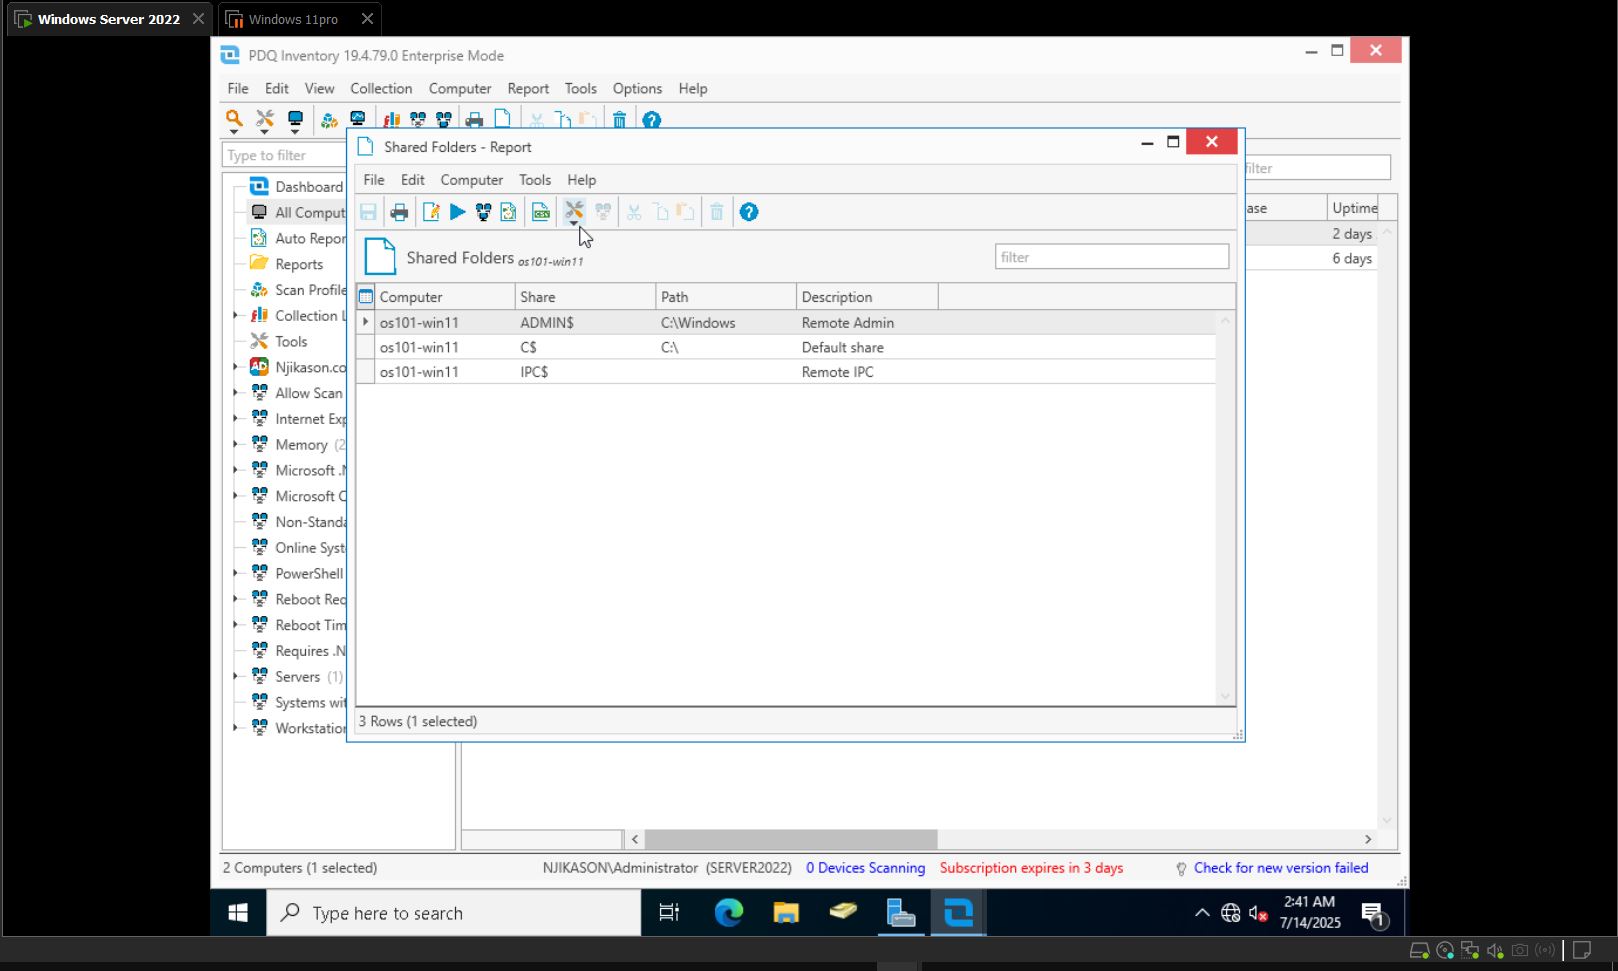 Windows Server 2022
Windows 11pro
PDQ Inventory 19.4.79.0 Enterprise Mode
File Edit View Collection Computer Report Tools Options Help
Type to filter
filter
Dashboard
All Comput
Auto Repor
Reports
Scan Profile
Collection L
Tools
AD Njikason.co
Allow Scan
Internet Exp
Memory (2
Microsoft .N
Microsoft C
Non-Standa
Online Syst
PowerShell
Reboot Req
Reboot Tim
Requires .N
Servers (1)
Systems wit
Workstation
ase Uptime
2 days
6 days
Shared Folders - Report
File Edit Computer Tools Help
CSV
Shared Folders os101-win11
filter
Computer Share Path Description
os101-win11 ADMIN$ C:\Windows Remote Admin
os101-win11 C$ C:\ Default share
os101-win11 IPC$ Remote IPC
3 Rows (1 selected)
2 Computers (1 selected) NJIKASON\Administrator (SERVER2022) 0 Devices Scanning Subscription expires in 3 days Check for new version failed
Type here to search
2:41 AM
7/14/2025
1